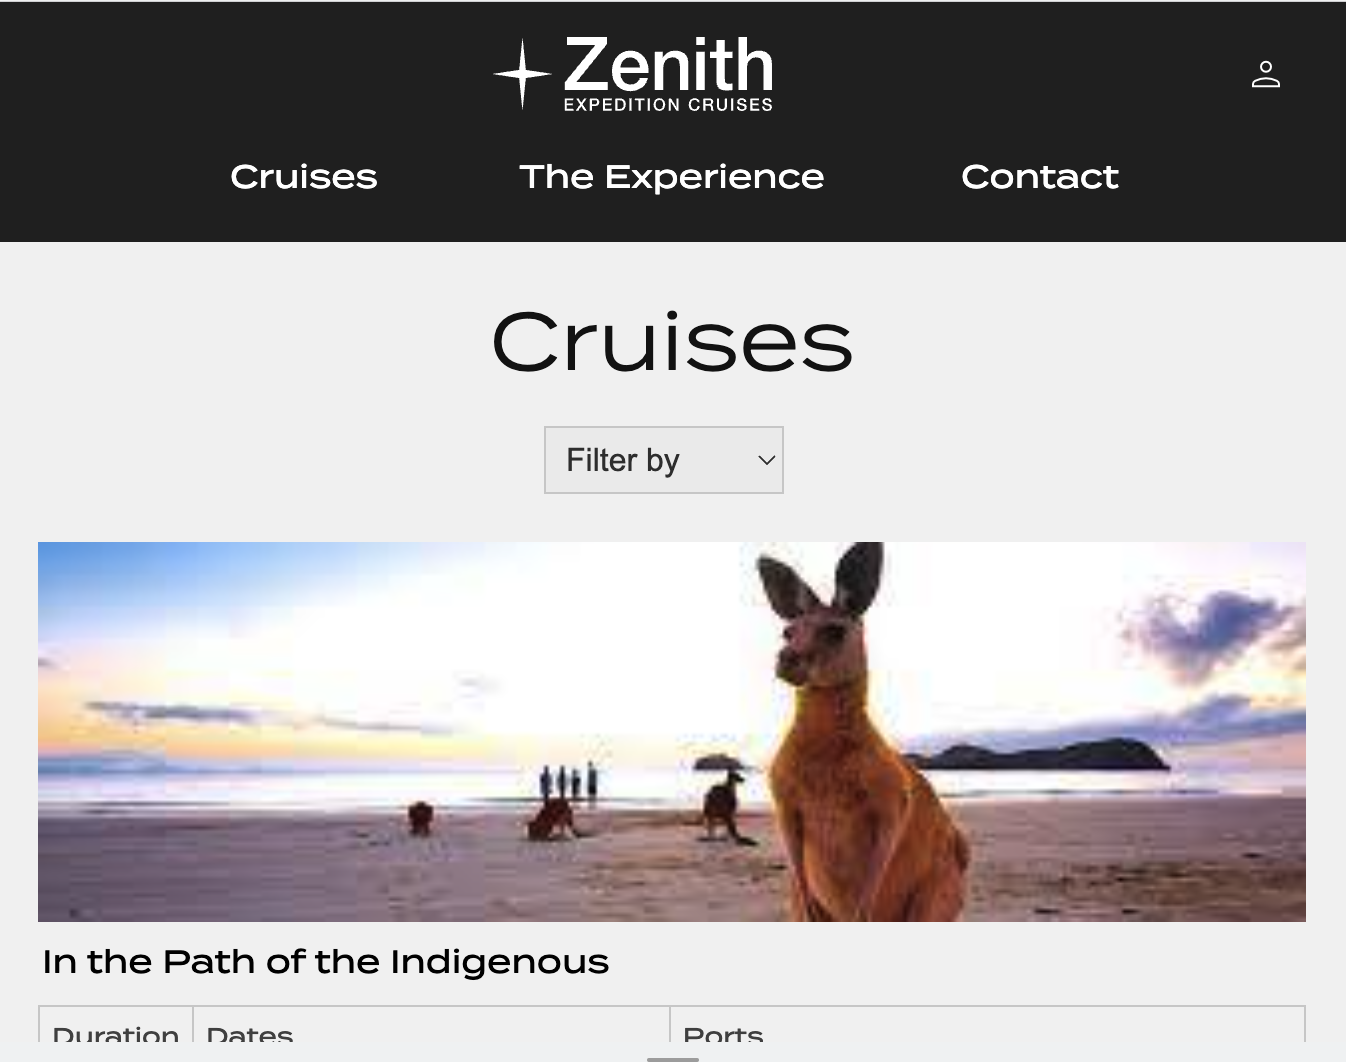 Zenith
EXPEDITION CRUISES
Cruises The Experience Contact
Cruises
Filter by
In the Path of the Indigenous
Duration Dates Ports